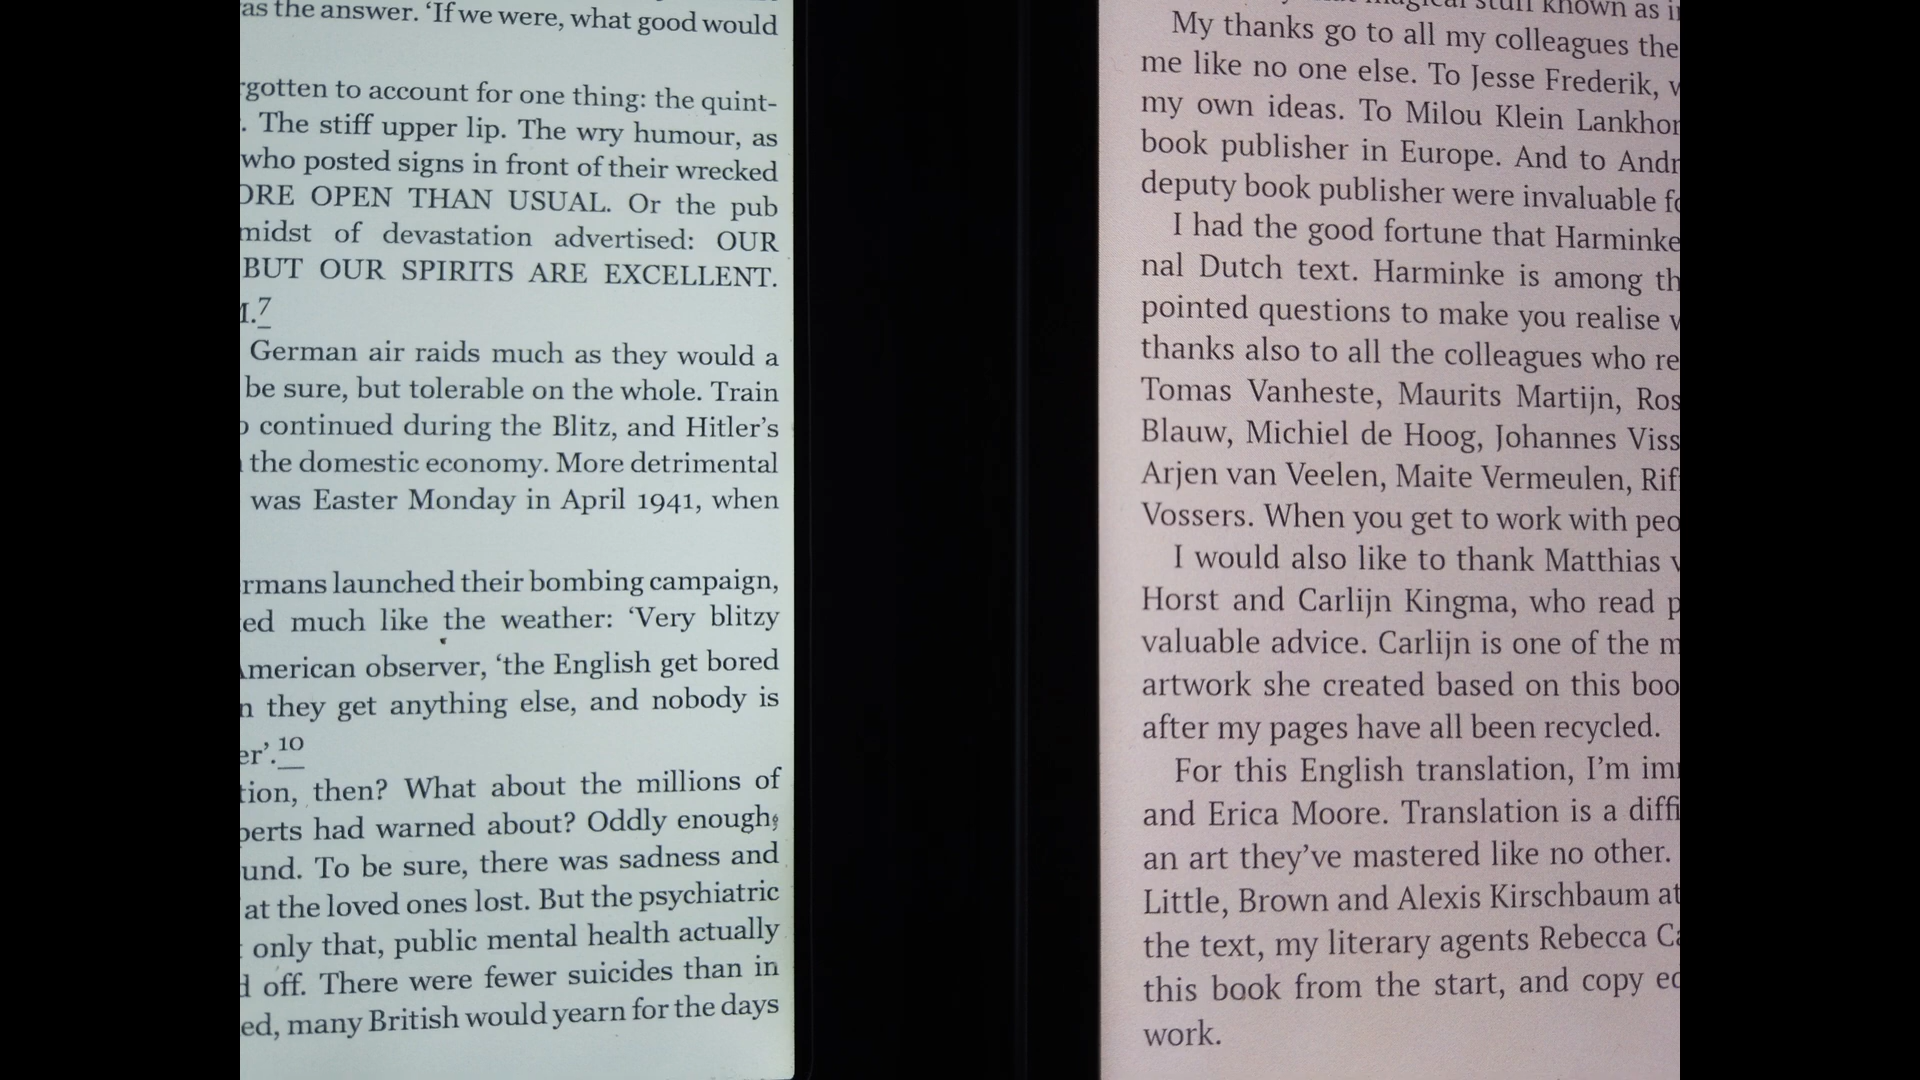 as the answer. ‘If we were, what good would
gotten to account for one thing: the quint-
. The stiff upper lip. The wry humour, as
who posted signs in front of their wrecked
ORE OPEN THAN USUAL. Or the pub
midst of devastation advertised: OUR
BUT OUR SPIRITS ARE EXCELLENT.
.7
German air raids much as they would a
be sure, but tolerable on the whole. Train
continued during the Blitz, and Hitler’s
the domestic economy. More detrimental
was Easter Monday in April 1941, when
rmans launched their bombing campaign,
ed much like the weather: ‘Very blitzy
American observer, ‘the English get bored
n they get anything else, and nobody is
er’.10
tion, then? What about the millions of
perts had warned about? Oddly enough,
und. To be sure, there was sadness and
at the loved ones lost. But the psychiatric
only that, public mental health actually
d off. There were fewer suicides than in
ed, many British would yearn for the days
stuff known as
My thanks go to all my colleagues the
me like no one else. To Jesse Frederik,
my own ideas. To Milou Klein Lankhor
book publisher in Europe. And to Andr
deputy book publisher were invaluable fo
I had the good fortune that Harminke
nal Dutch text. Harminke is among th
pointed questions to make you realise
thanks also to all the colleagues who re
Tomas Vanheste, Maurits Martijn, Ros
Blauw, Michiel de Hoog, Johannes Viss
Arjen van Veelen, Maite Vermeulen, Rif
Vossers. When you get to work with peo
I would also like to thank Matthias
Horst and Carlijn Kingma, who read p
valuable advice. Carlijn is one of the m
artwork she created based on this boo
after my pages have all been recycled.
For this English translation, I’m im
and Erica Moore. Translation is a diffi
an art they’ve mastered like no other.
Little, Brown and Alexis Kirschbaum at
the text, my literary agents Rebecca Ca
this book from the start, and copy ed
work.